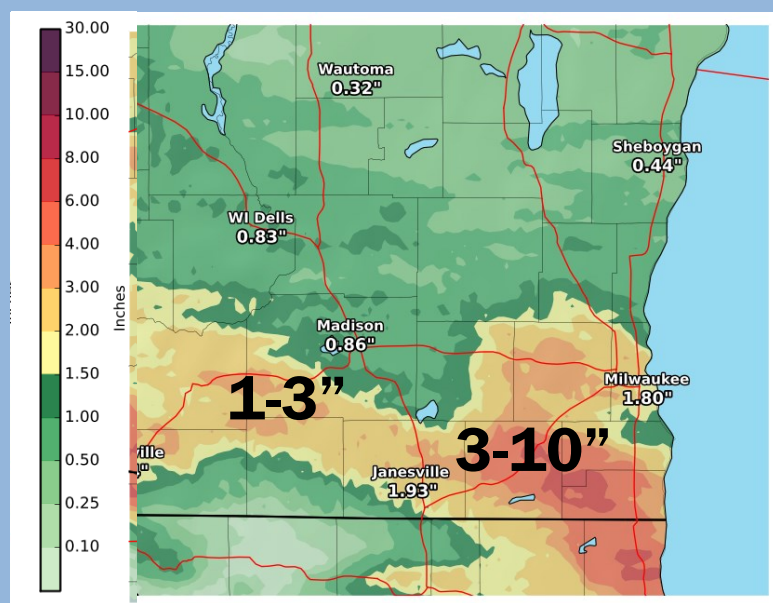 30.00
15.00
10.00
8.00
6.00
4.00
3.00
2.00
1.50
1.00
0.50
0.25
0.10
Inches
Wautoma
0.32"
Sheboygan
0.44"
WI Dells
0.83"
Madison
0.86"
Milwaukee
1.80"
1-3”
3-10”
ville
"
Janesville
1.93"